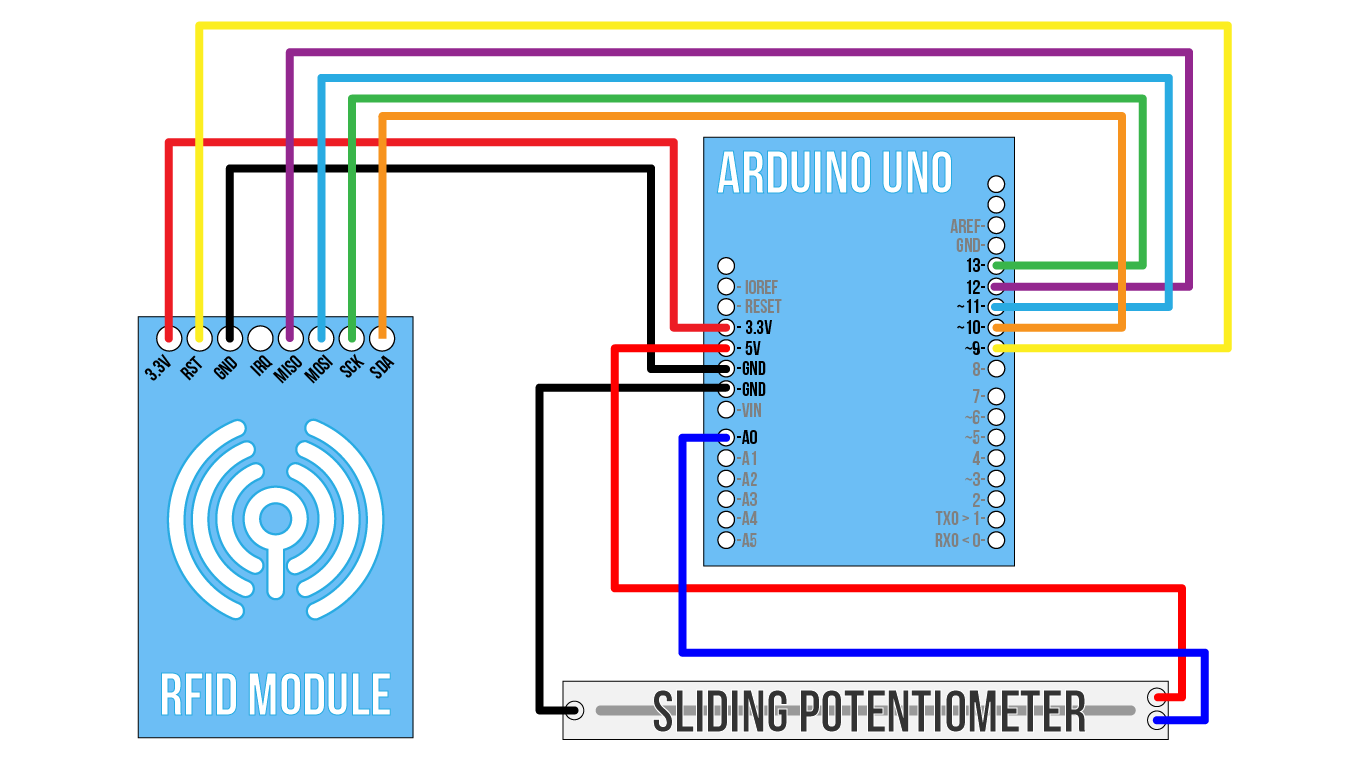 ARDUINO UNO
AREF-
GND-
13-
- IOREF
12-
- RESET
~11-
- 3.3V
~10-
- 5V
~9-
-GND
8-
-GND
7-
-VIN
~6-
-A0
~5-
-A1
4-
-A2
~3-
-A3
2-
-A4
TX0 > 1-
-A5
RX0 < 0-
3.3V
RST
GND
IRQ
MISO
MOSI
SCK
SDA
RFID MODULE
SLIDING POTENTIOMETER